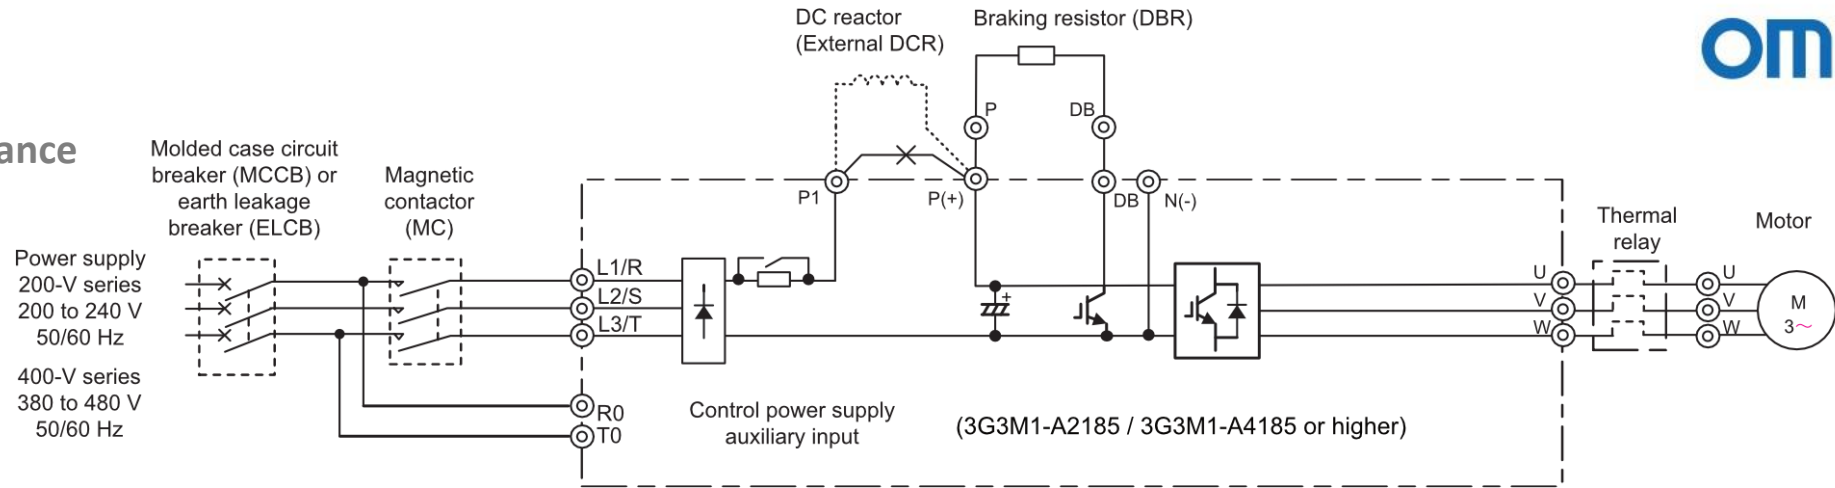 DC reactor
(External DCR)
Braking resistor (DBR)
om
P
DB
ance
Molded case circuit
breaker (MCCB) or
earth leakage
breaker (ELCB)
Magnetic
contactor
(MC)
P1
P(+)
DB
N(-)
Thermal
relay
Motor
Power supply
200-V series
200 to 240 V
50/60 Hz
400-V series
380 to 480 V
50/60 Hz
L1/R
L2/S
L3/T
+
U
V
W
U
V
W
M
3~
R0
T0
Control power supply
auxiliary input
(3G3M1-A2185 / 3G3M1-A4185 or higher)